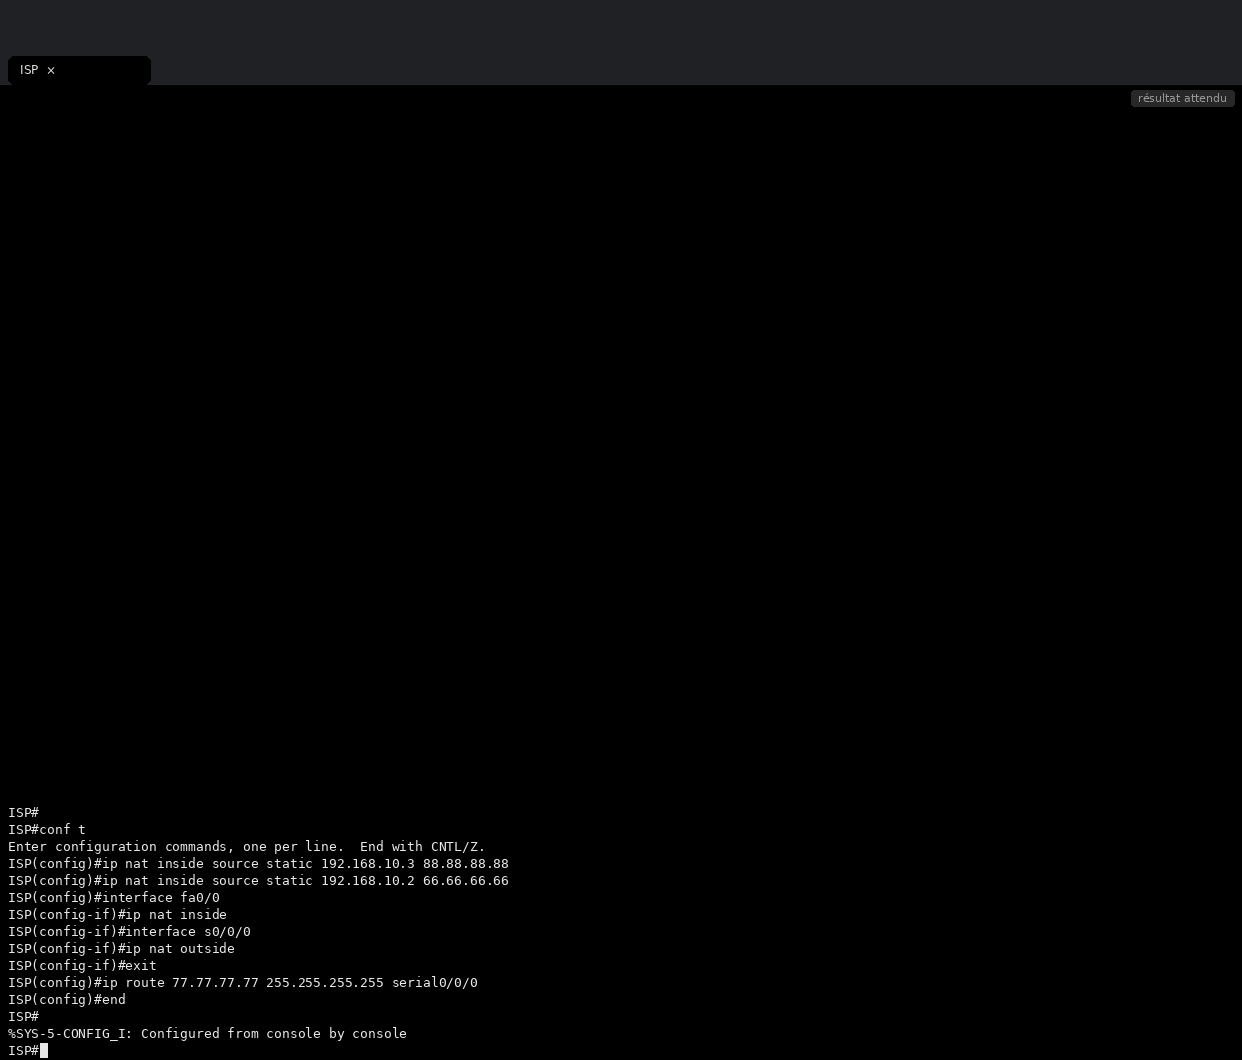 ISP ×
résultat attendu
ISP#
ISP#conf t
Enter configuration commands, one per line.  End with CNTL/Z.
ISP(config)#ip nat inside source static 192.168.10.3 88.88.88.88
ISP(config)#ip nat inside source static 192.168.10.2 66.66.66.66
ISP(config)#interface fa0/0
ISP(config-if)#ip nat inside
ISP(config-if)#interface s0/0/0
ISP(config-if)#ip nat outside
ISP(config-if)#exit
ISP(config)#ip route 77.77.77.77 255.255.255.255 serial0/0/0
ISP(config)#end
ISP#
%SYS-5-CONFIG_I: Configured from console by console
ISP#